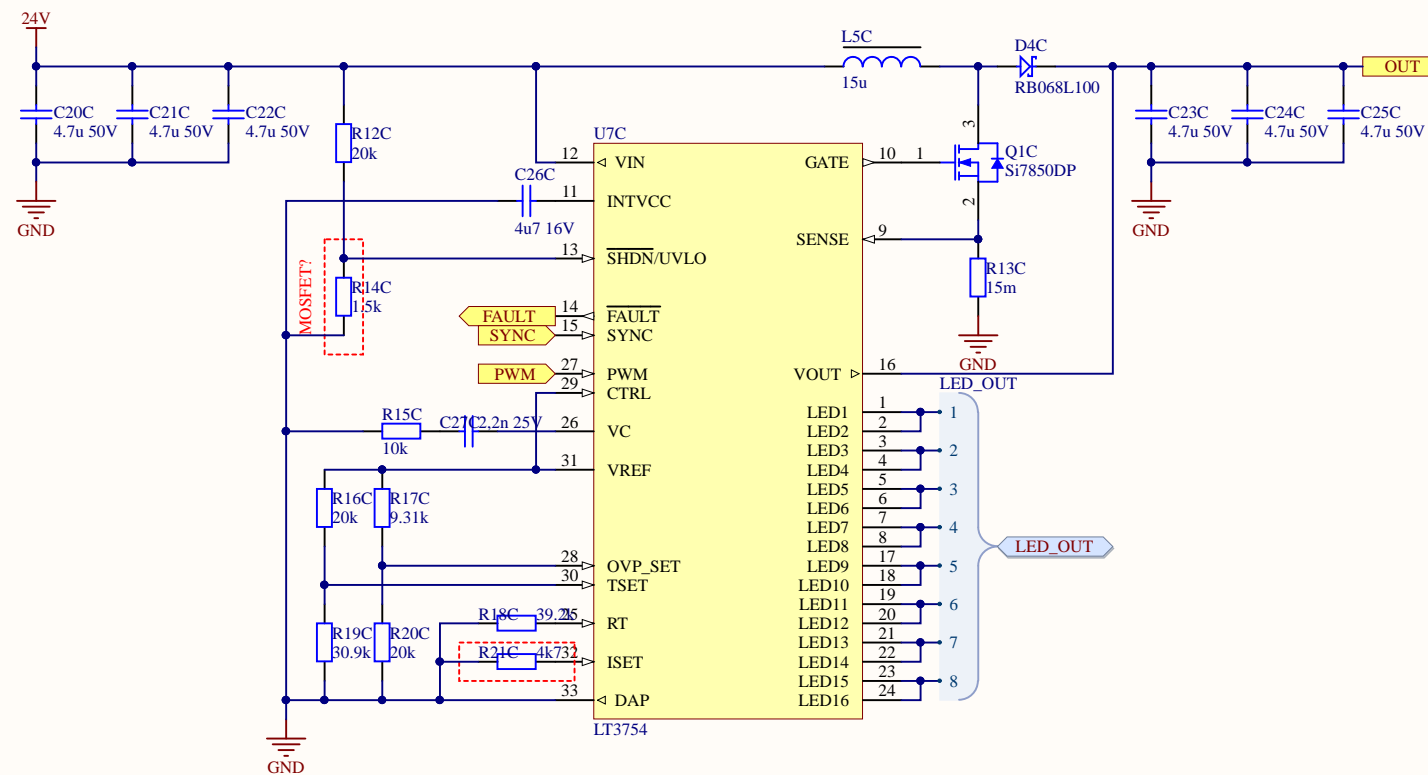 24V
L5C
15u
D4C
RB068L100
OUT
C20C
4.7u 50V
C21C
4.7u 50V
C22C
4.7u 50V
C23C
4.7u 50V
C24C
4.7u 50V
C25C
4.7u 50V
R12C
20k
GND
GND
U7C
12
VIN
GATE
10
1
3
2
Q1C
Si7850DP
C26C
4u7 16V
11
INTVCC
SENSE
9
13
SHDN/UVLO
R13C
15m
GND
MOSFET?
R14C
1.5k
FAULT
14
FAULT
SYNC
15
SYNC
PWM
27
PWM
29
CTRL
VOUT
16
LED_OUT
R15C
10k
C27C
2,2n 25V
26
VC
31
VREF
LED1
1
1
LED2
2
LED3
3
2
LED4
4
LED5
5
3
LED6
6
LED7
7
4
LED8
8
LED9
17
5
LED10
18
LED11
19
6
LED12
20
LED13
21
7
LED14
22
LED15
23
8
LED16
24
LED_OUT
R16C
20k
R17C
9.31k
28
OVP_SET
30
TSET
R18C
39.2k
25
RT
R19C
30.9k
R20C
20k
R21C
4k7
32
ISET
33
DAP
LT3754
GND